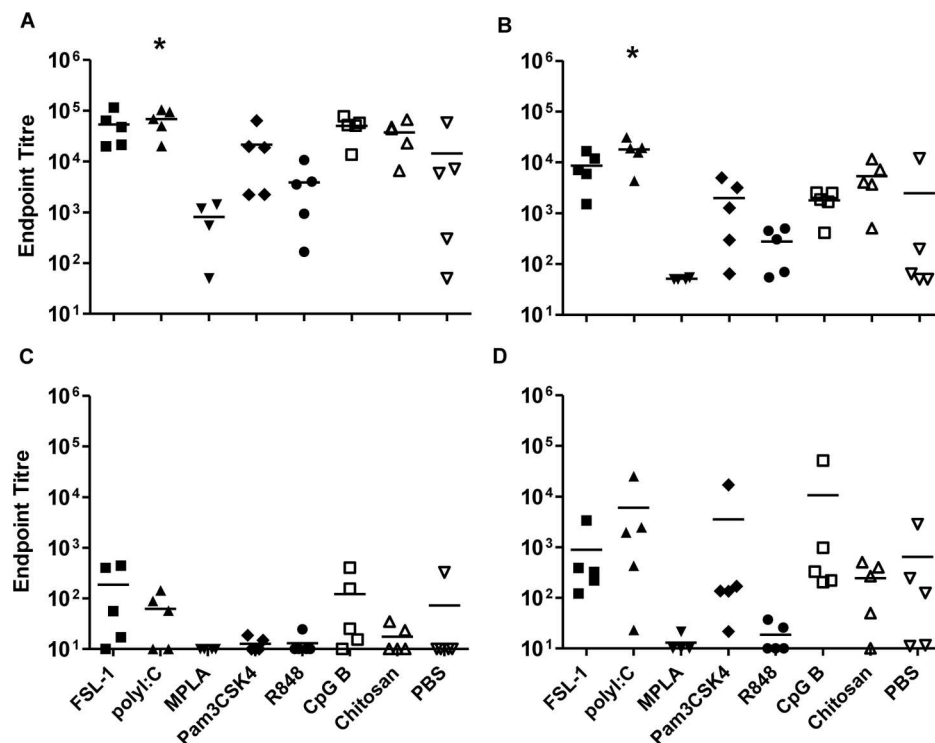 A
*
Endpoint Titre
10⁶
10⁵
10⁴
10³
10²
10¹
B
*
10⁶
10⁵
10⁴
10³
10²
10¹
C
Endpoint Titre
10⁶
10⁵
10⁴
10³
10²
10¹
FSL-1
polyI:C
MPLA
Pam3CSK4
R848
CpG B
Chitosan
PBS
D
10⁶
10⁵
10⁴
10³
10²
10¹
FSL-1
polyI:C
MPLA
Pam3CSK4
R848
CpG B
Chitosan
PBS